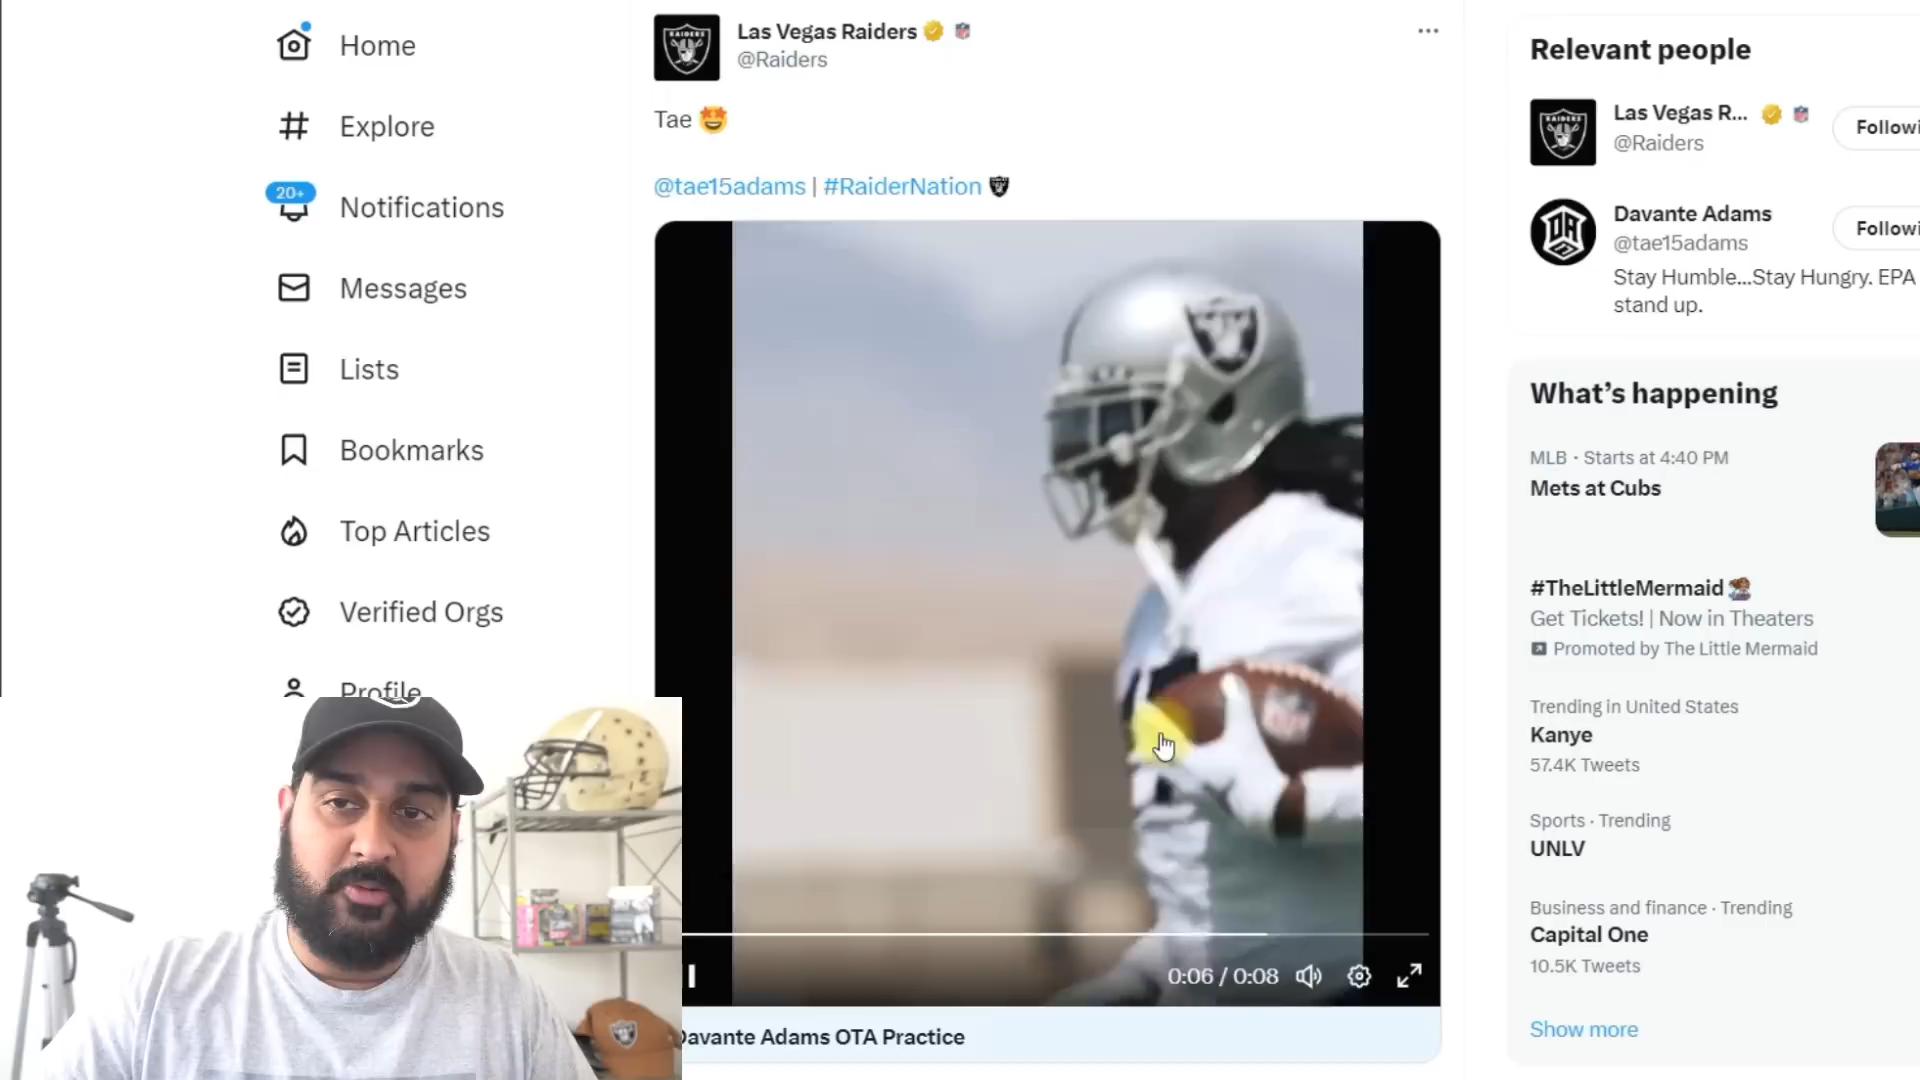 Home
Explore
20+
Notifications
Messages
Lists
Bookmarks
Top Articles
Verified Orgs
Profile
Las Vegas Raiders
@Raiders
Tae 🤩
@tae15adams | #RaiderNation
0:06 / 0:08
Davante Adams OTA Practice
Relevant people
Las Vegas R...
@Raiders
Followi
Davante Adams
@tae15adams
Followi
Stay Humble...Stay Hungry. EPA
stand up.
What's happening
MLB · Starts at 4:40 PM
Mets at Cubs
#TheLittleMermaid
Get Tickets! | Now in Theaters
Promoted by The Little Mermaid
Trending in United States
Kanye
57.4K Tweets
Sports · Trending
UNLV
Business and finance · Trending
Capital One
10.5K Tweets
Show more
RAIDERS
RAIDERS